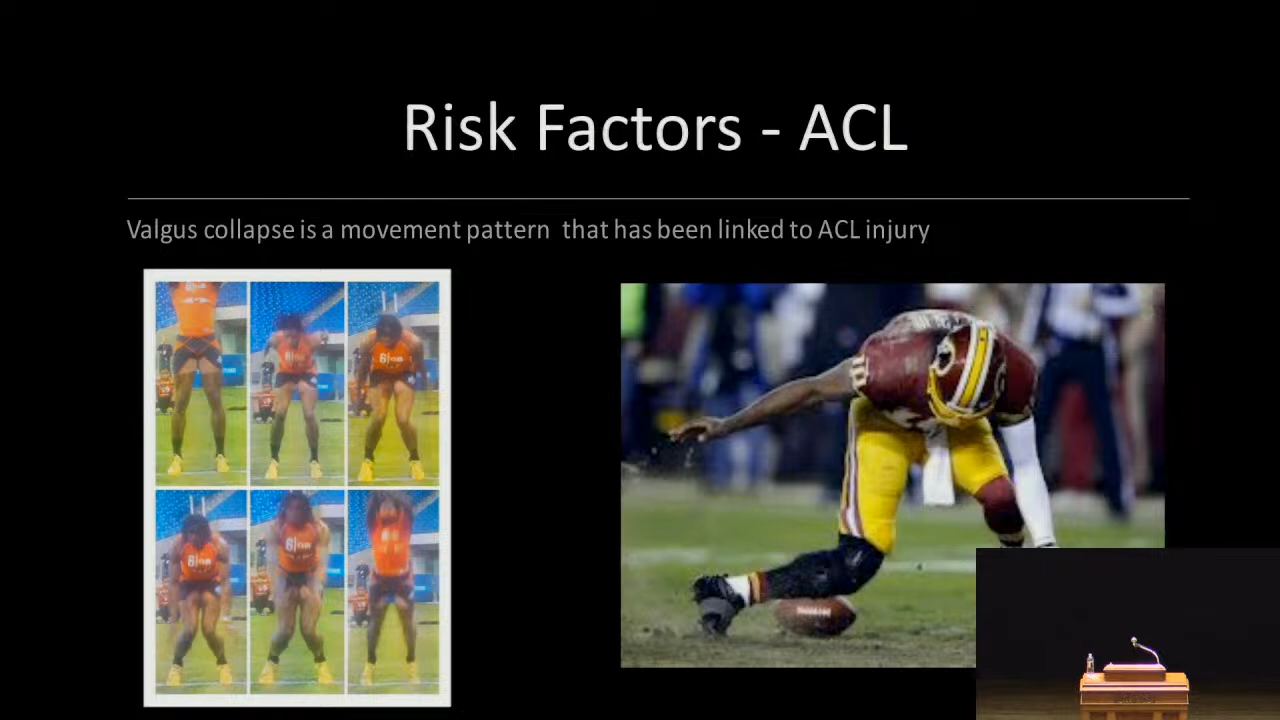 Risk Factors - ACL
Valgus collapse is a movement pattern that has been linked to ACL injury